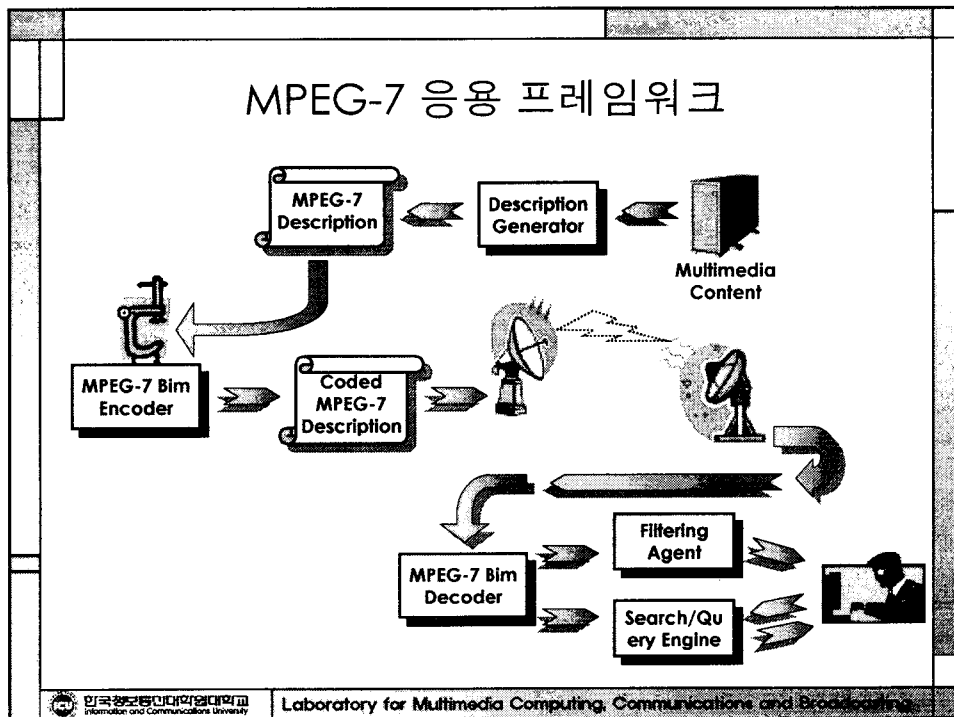 MPEG-7 응용 프레임워크
MPEG-7
Description
Description
Generator
Multimedia
Content
MPEG-7 Bim
Encoder
Coded
MPEG-7
Description
MPEG-7 Bim
Decoder
Filtering
Agent
Search/Qu
ery Engine
한국정보통신대학원대학교
Information and Communications University
Laboratory for Multimedia Computing, Communications and Broadcasting